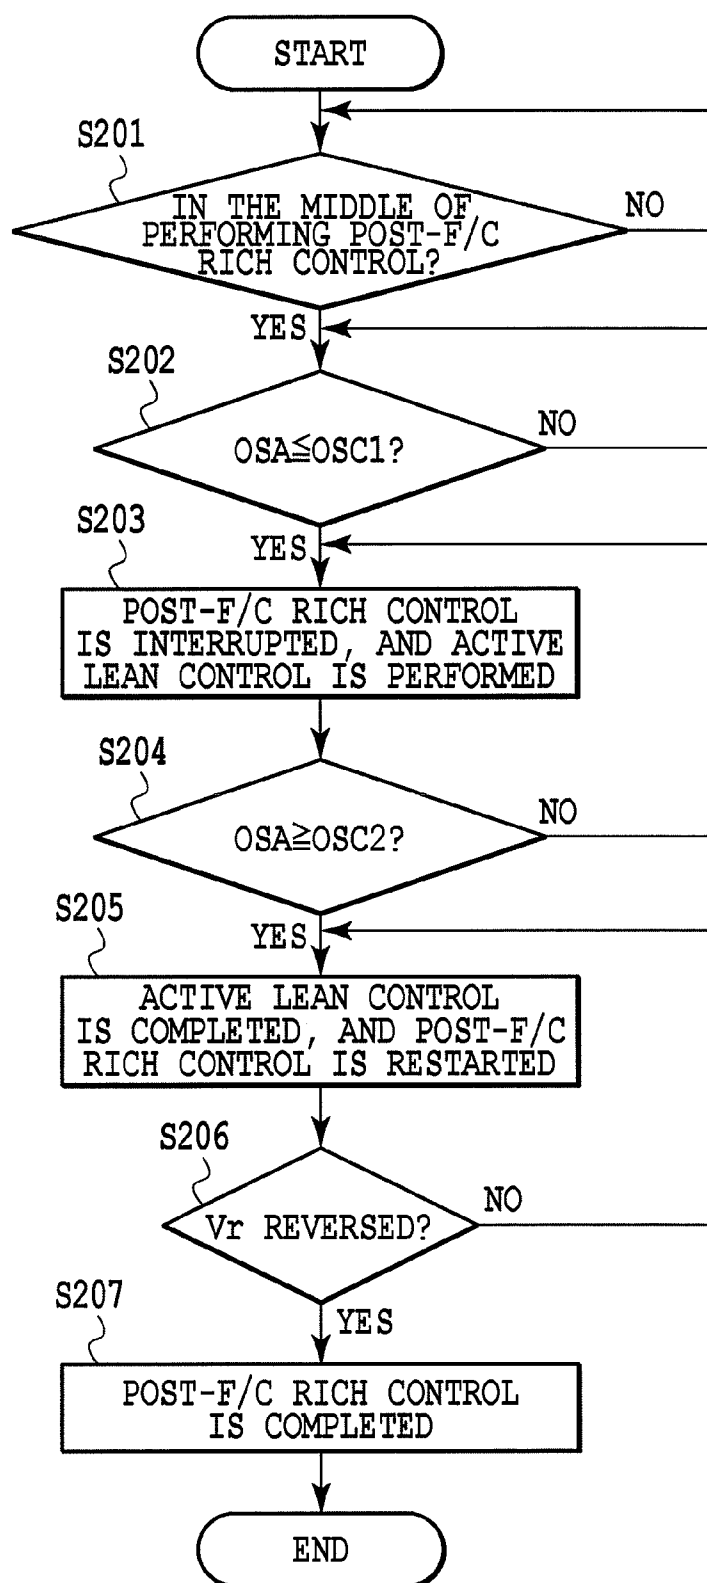 START
S201
IN THE MIDDLE OF
PERFORMING POST-F/C
RICH CONTROL?
NO
YES
S202
OSA≦OSC1?
NO
YES
S203
POST-F/C RICH CONTROL
IS INTERRUPTED, AND ACTIVE
LEAN CONTROL IS PERFORMED
S204
OSA≧OSC2?
NO
YES
S205
ACTIVE LEAN CONTROL
IS COMPLETED, AND POST-F/C
RICH CONTROL IS RESTARTED
S206
Vr REVERSED?
NO
YES
S207
POST-F/C RICH CONTROL
IS COMPLETED
END